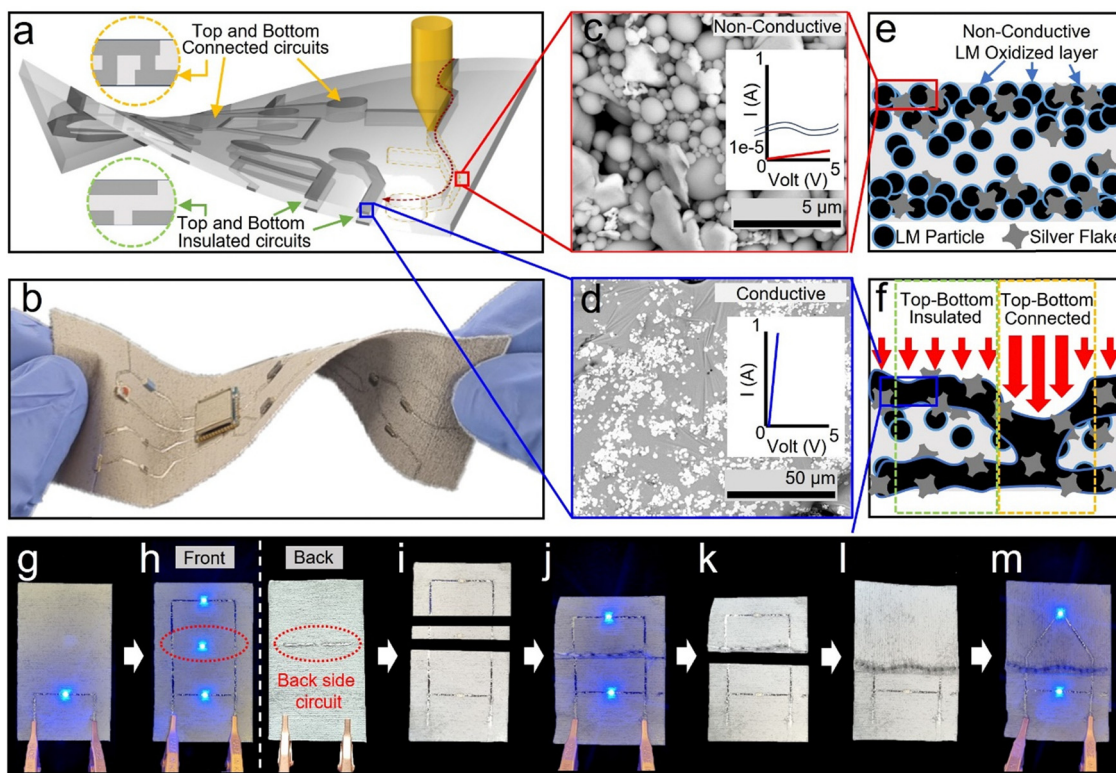 a
Top and Bottom
Connected circuits
Top and Bottom
Insulated circuits
b
c
Non-Conductive
1
I (A)
1e-5
0
5
Volt (V)
5 µm
d
Conductive
1
I (A)
0
5
Volt (V)
50 µm
e
Non-Conductive
LM Oxidized layer
LM Particle
Silver Flake
f
Top-Bottom
Insulated
Top-Bottom
Connected
g
h
Front
Back
Back side
circuit
i
j
k
l
m